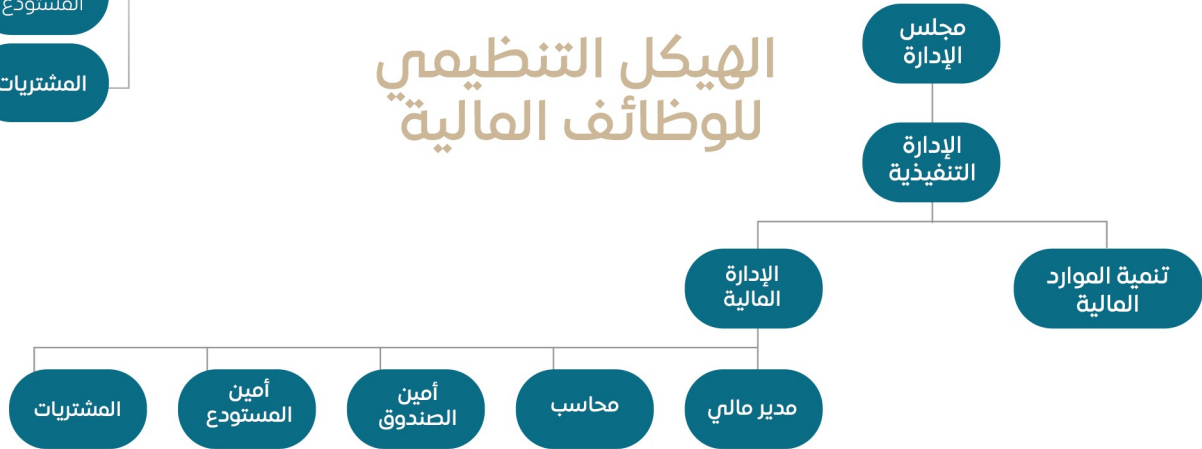 المستودع
المشتريات
الهيكل التنظيمي
للوظائف المالية
مجلس
الإدارة
الإدارة
التنفيذية
تنمية الموارد
المالية
الإدارة
المالية
مدير مالي
محاسب
أمين
الصندوق
أمين
المستودع
المشتريات